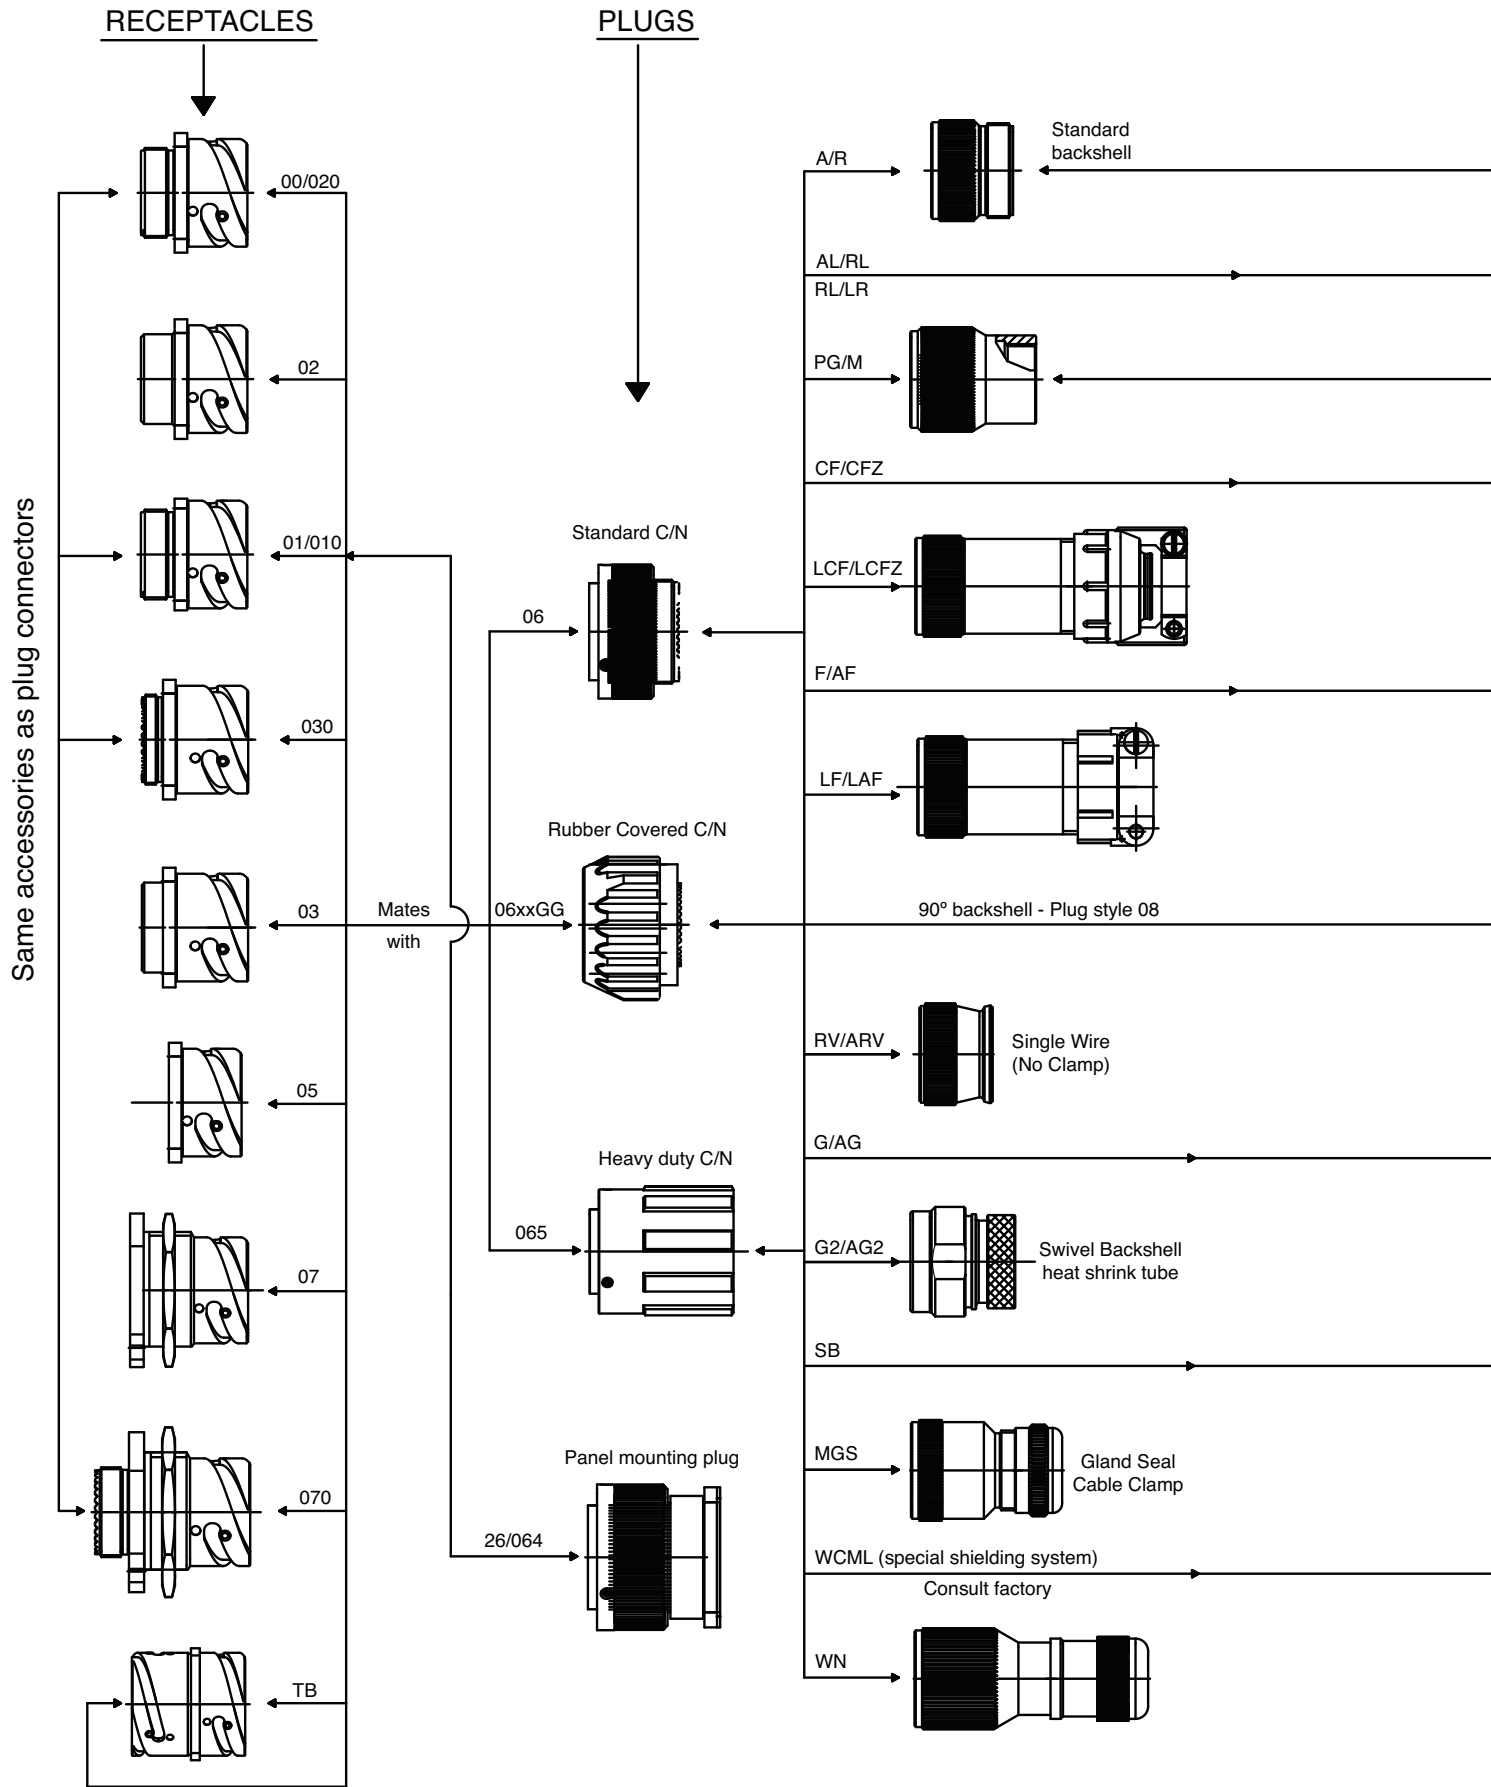 RECEPTACLES
PLUGS
Same accessories as plug connectors
00/020
02
01/010
030
03
05
07
070
TB
Mates
with
Standard C/N
06
Rubber Covered C/N
06xxGG
Heavy duty C/N
065
Panel mounting plug
26/064
A/R
Standard
backshell
AL/RL
RL/LR
PG/M
CF/CFZ
LCF/LCFZ
F/AF
LF/LAF
90º backshell - Plug style 08
RV/ARV
Single Wire
(No Clamp)
G/AG
G2/AG2
Swivel Backshell
heat shrink tube
SB
MGS
Gland Seal
Cable Clamp
WCML (special shielding system)
Consult factory
WN